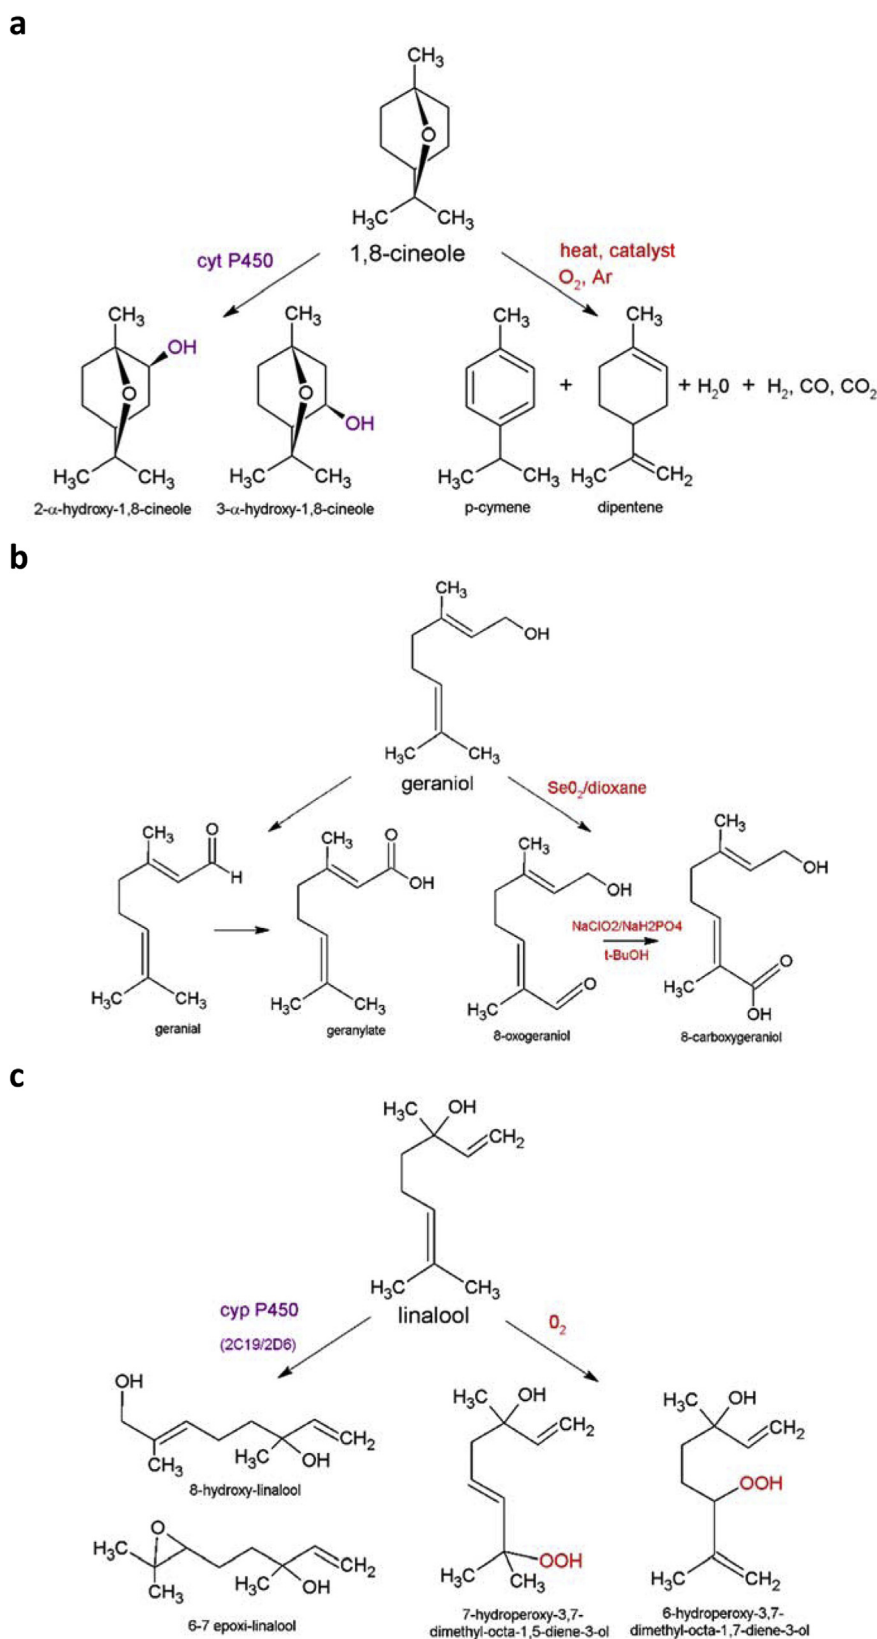 a
CH₃
O
H₃C CH₃
1,8-cineole
cyt P450
heat, catalyst
O₂, Ar
CH₃ OH
O
H₃C CH₃
2-α-hydroxy-1,8-cineole
CH₃
O
OH
H₃C CH₃
3-α-hydroxy-1,8-cineole
CH₃
H₃C CH₃
p-cymene
+
CH₃
H₃C CH₂
dipentene
+ H₂0 + H₂, CO, CO₂
b
CH₃
OH
H₃C CH₃
geraniol
Se0₂/dioxane
CH₃ O
H
H₃C CH₃
geranial
CH₃ O
OH
H₃C CH₃
geranylate
CH₃
OH
H₃C O
8-oxogeraniol
NaClO2/NaH2PO4
t-BuOH
CH₃
OH
H₃C O
OH
8-carboxygeraniol
c
H₃C OH
CH₂
H₃C CH₃
linalool
cyp P450
(2C19/2D6)
0₂
OH
CH₃ H₃C OH CH₂
8-hydroxy-linalool
O
H₃C CH₃ H₃C OH CH₂
6-7 epoxi-linalool
H₃C OH
CH₂
OOH
H₃C CH₃
7-hydroperoxy-3,7-
dimethyl-octa-1,5-diene-3-ol
H₃C OH
CH₂
OOH
H₃C CH₂
6-hydroperoxy-3,7-
dimethyl-octa-1,7-diene-3-ol